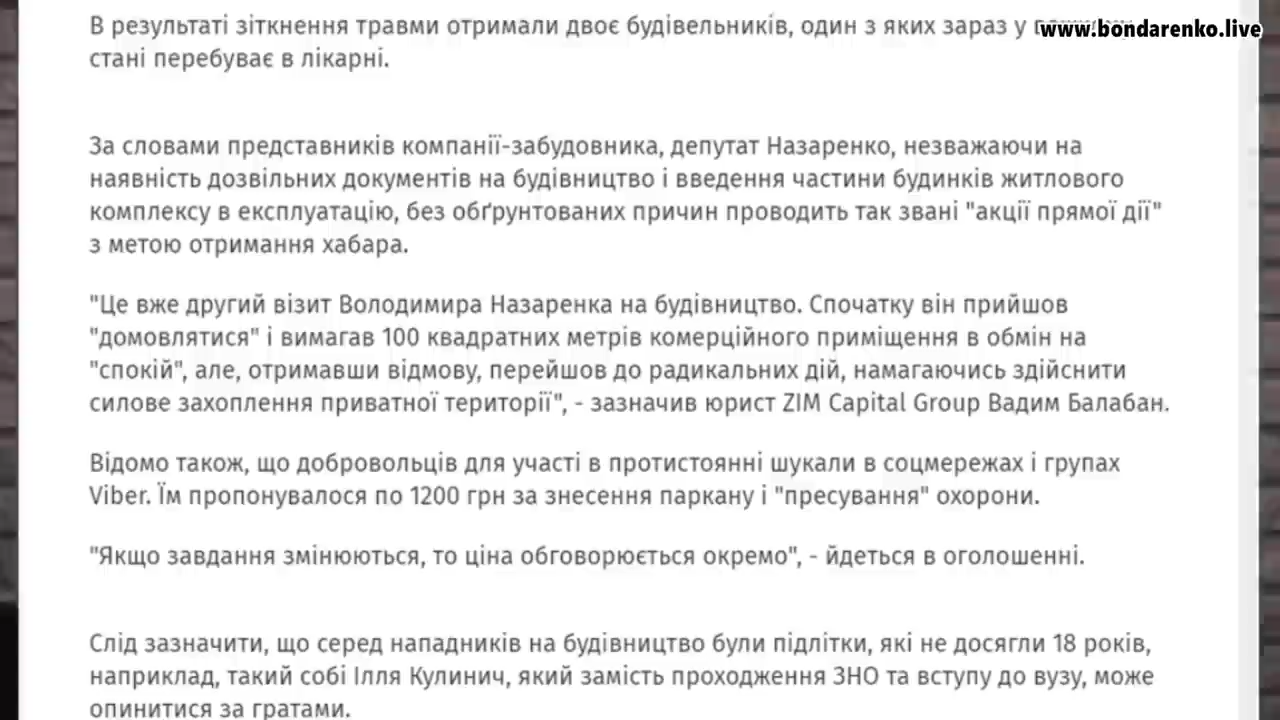 В результаті зіткнення травми отримали двоє будівельників, один з яких зараз у
www.bondarenko.live
стані перебуває в лікарні.
За словами представників компанії-забудовника, депутат Назаренко, незважаючи на
наявність дозвільних документів на будівництво і введення частини будинків житлового
комплексу в експлуатацію, без обґрунтованих причин проводить так звані "акції прямої дії"
з метою отримання хабара.
"Це вже другий візит Володимира Назаренка на будівництво. Спочатку він прийшов
"домовлятися" і вимагав 100 квадратних метрів комерційного приміщення в обмін на
"спокій", але, отримавши відмову, перейшов до радикальних дій, намагаючись здійснити
силове захоплення приватної території", - зазначив юрист ZIM Capital Group Вадим Балабан.
Відомо також, що добровольців для участі в протистоянні шукали в соцмережах і групах
Viber. Їм пропонувалося по 1200 грн за знесення паркану і "пресування" охорони.
"Якщо завдання змінюються, то ціна обговорюється окремо", - йдеться в оголошенні.
Слід зазначити, що серед нападників на будівництво були підлітки, які не досягли 18 років,
наприклад, такий собі Ілля Кулинич, який замість проходження ЗНО та вступу до вузу, може
опинитися за гратами.